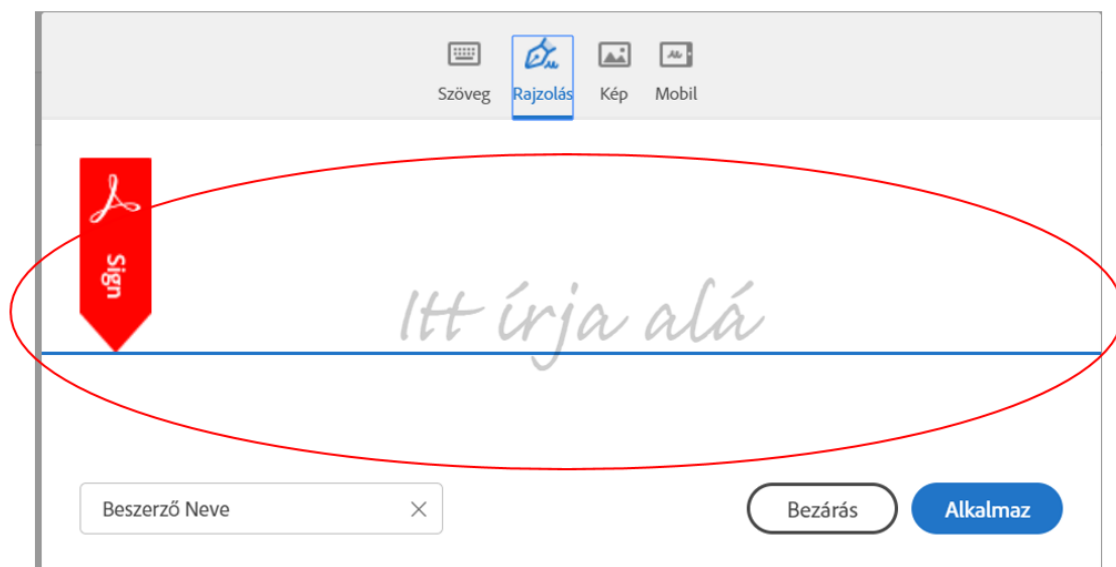 Szöveg Rajzolás Kép Mobil
Sign
Itt írja alá
Beszerző Neve
Bezárás Alkalmaz